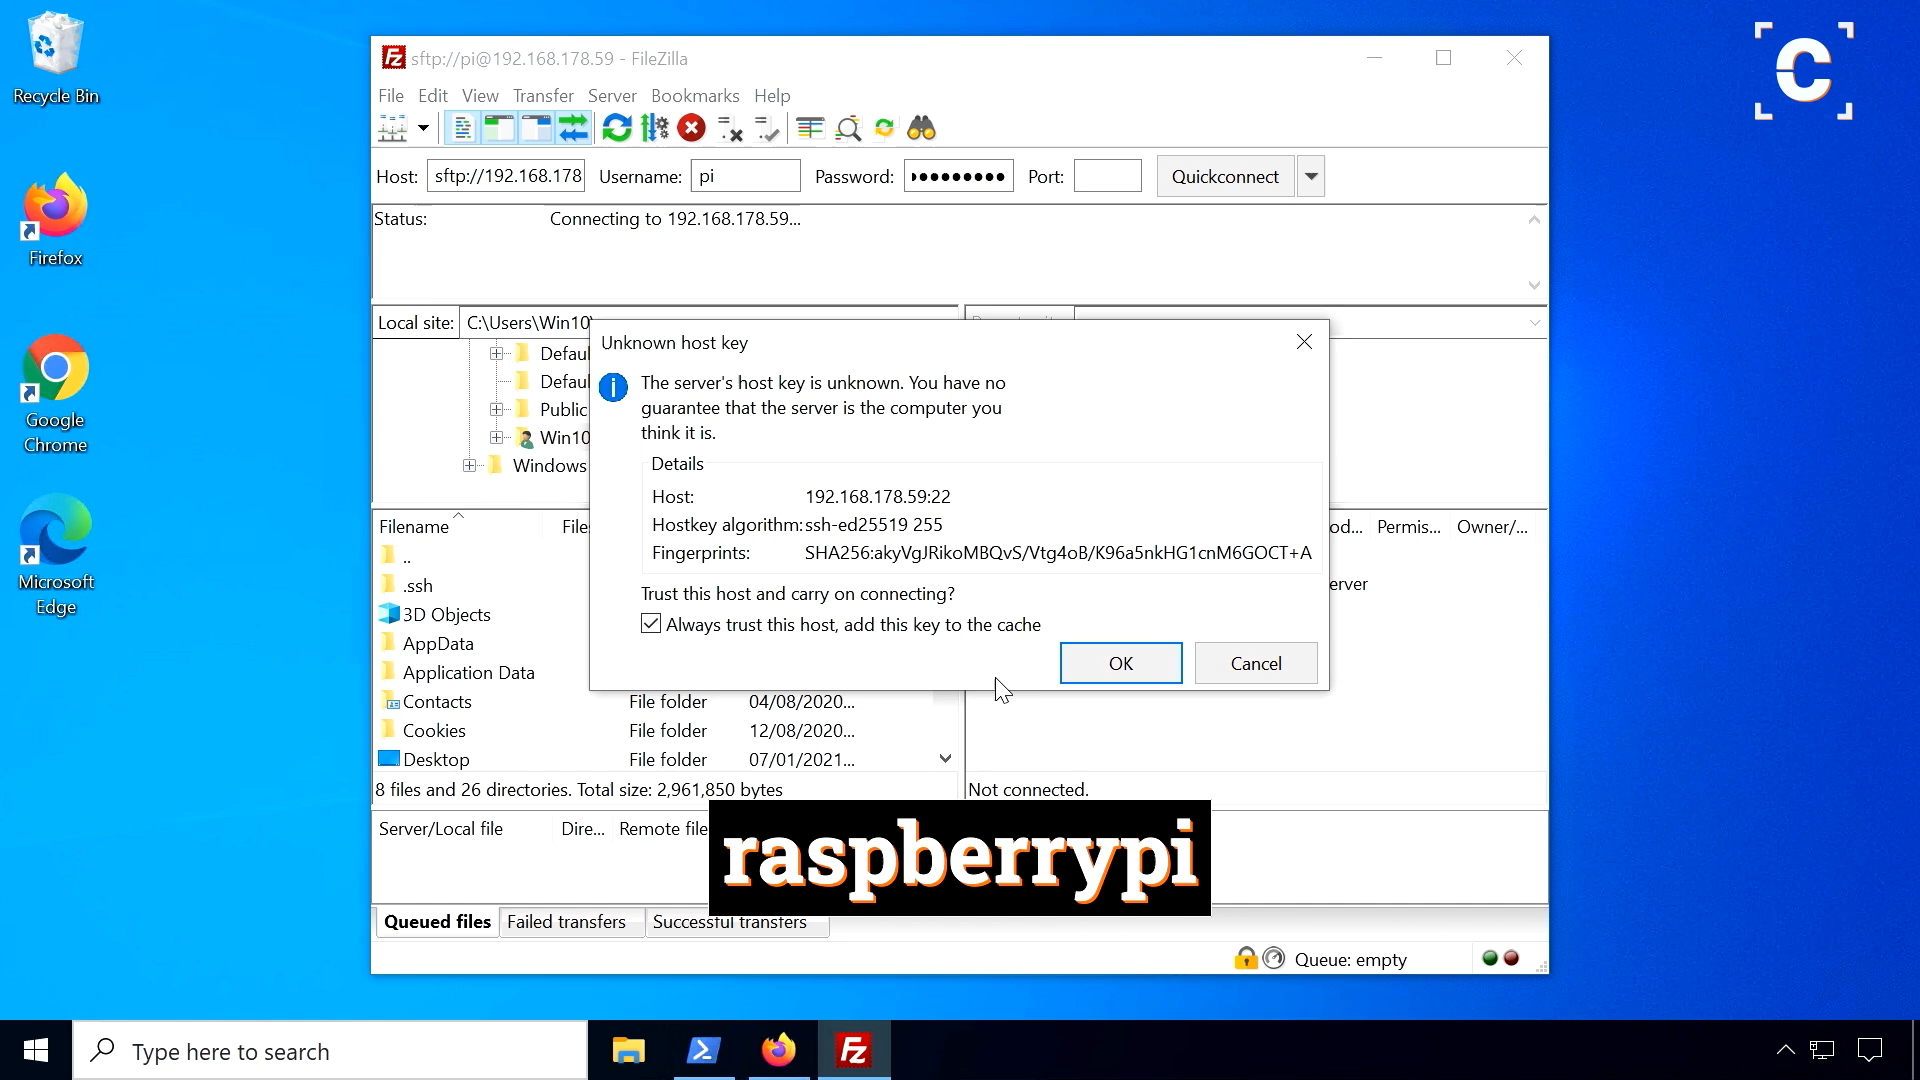 Recycle Bin
Firefox
Google
Chrome
Microsoft
Edge
C
sftp://pi@192.168.178.59 - FileZilla
File Edit View Transfer Server Bookmarks Help
Host: sftp://192.168.178 Username: pi Password: ●●●●●●●●● Port: Quickconnect
Status: Connecting to 192.168.178.59...
Local site: C:\Users\Win10\
Defaul
Defaul
Public
Win10
Windows
Filename Files
..
.ssh
3D Objects
AppData
Application Data
Contacts File folder 04/08/2020...
Cookies File folder 12/08/2020...
Desktop File folder 07/01/2021...
8 files and 26 directories. Total size: 2,961,850 bytes
od... Permis... Owner/...
erver
Not connected.
Unknown host key
The server's host key is unknown. You have no
guarantee that the server is the computer you
think it is.
Details
Host: 192.168.178.59:22
Hostkey algorithm: ssh-ed25519 255
Fingerprints: SHA256:akyVgJRikoMBQvS/Vtg4oB/K96a5nkHG1cnM6GOCT+A
Trust this host and carry on connecting?
Always trust this host, add this key to the cache
OK Cancel
Server/Local file Dire... Remote file
raspberrypi
Queued files Failed transfers Successful transfers
Queue: empty
Type here to search